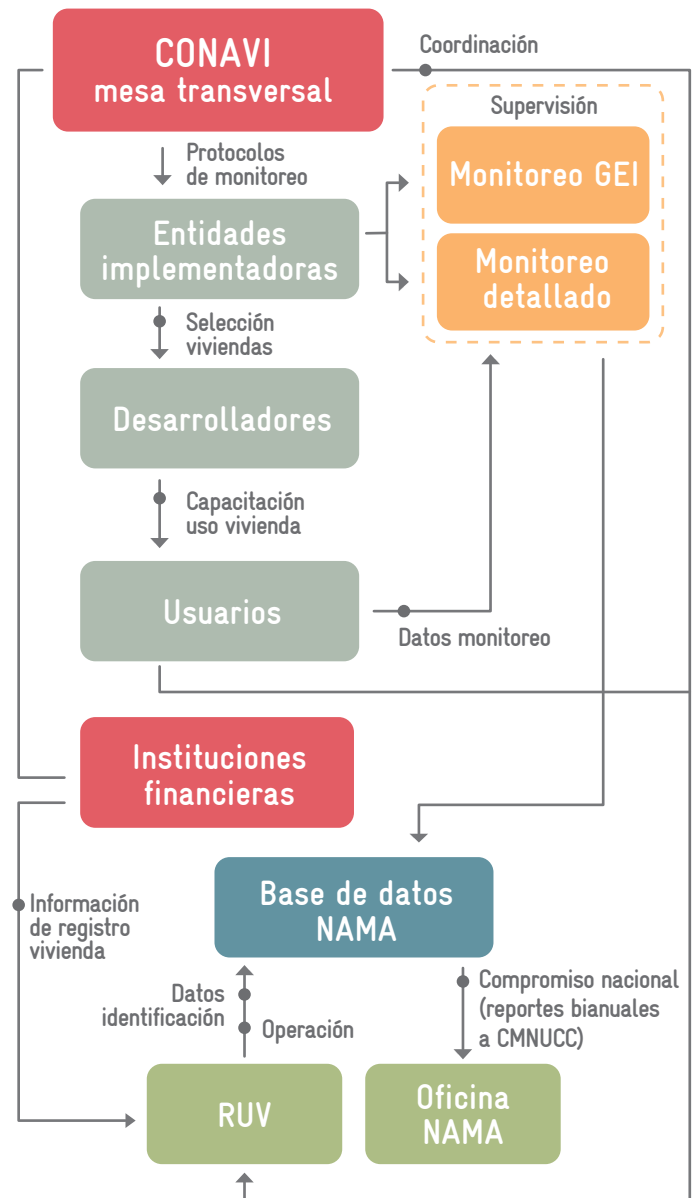 CONAVI
mesa transversal
Coordinación
Supervisión
Monitoreo GEI
Monitoreo
detallado
Protocolos
de monitoreo
Entidades
implementadoras
Selección
viviendas
Desarrolladores
Capacitación
uso vivienda
Usuarios
Datos monitoreo
Instituciones
financieras
Información
de registro
vivienda
Base de datos
NAMA
Datos
identificación
Operación
Compromiso nacional
(reportes bianuales
a CMNUCC)
RUV
Oficina
NAMA